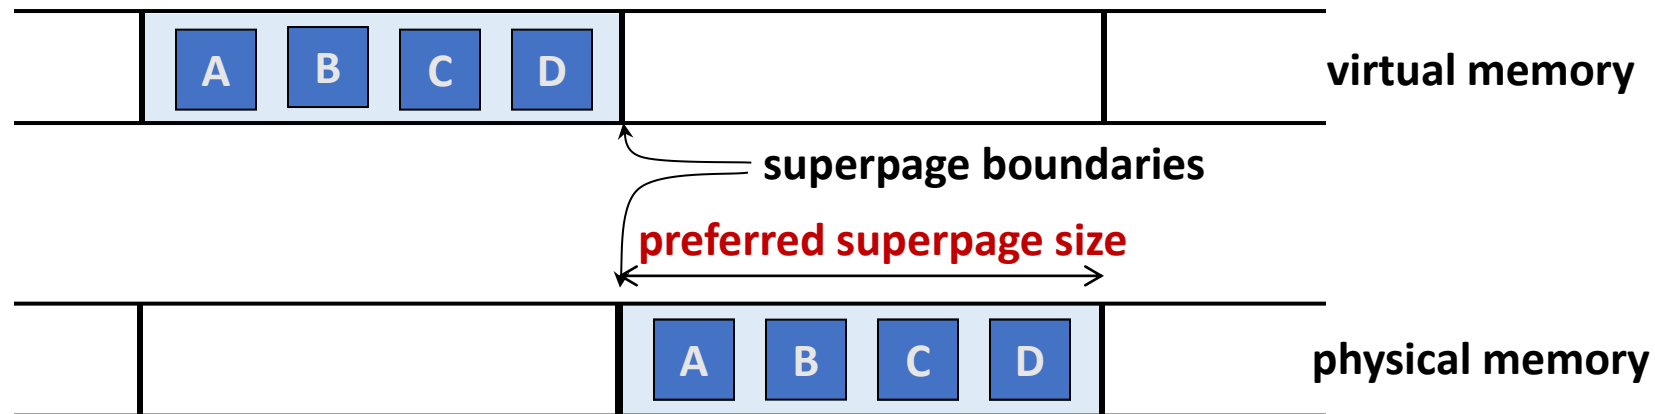 A B C D
virtual memory
superpage boundaries
preferred superpage size
A B C D
physical memory